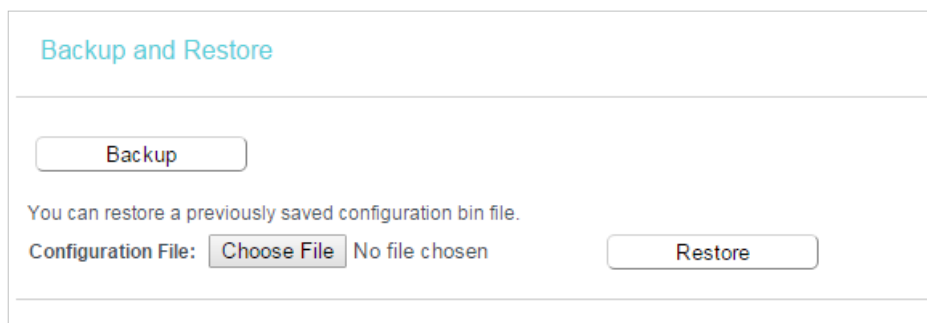 Backup and Restore
Backup
You can restore a previously saved configuration bin file.
Configuration File: Choose File No file chosen Restore